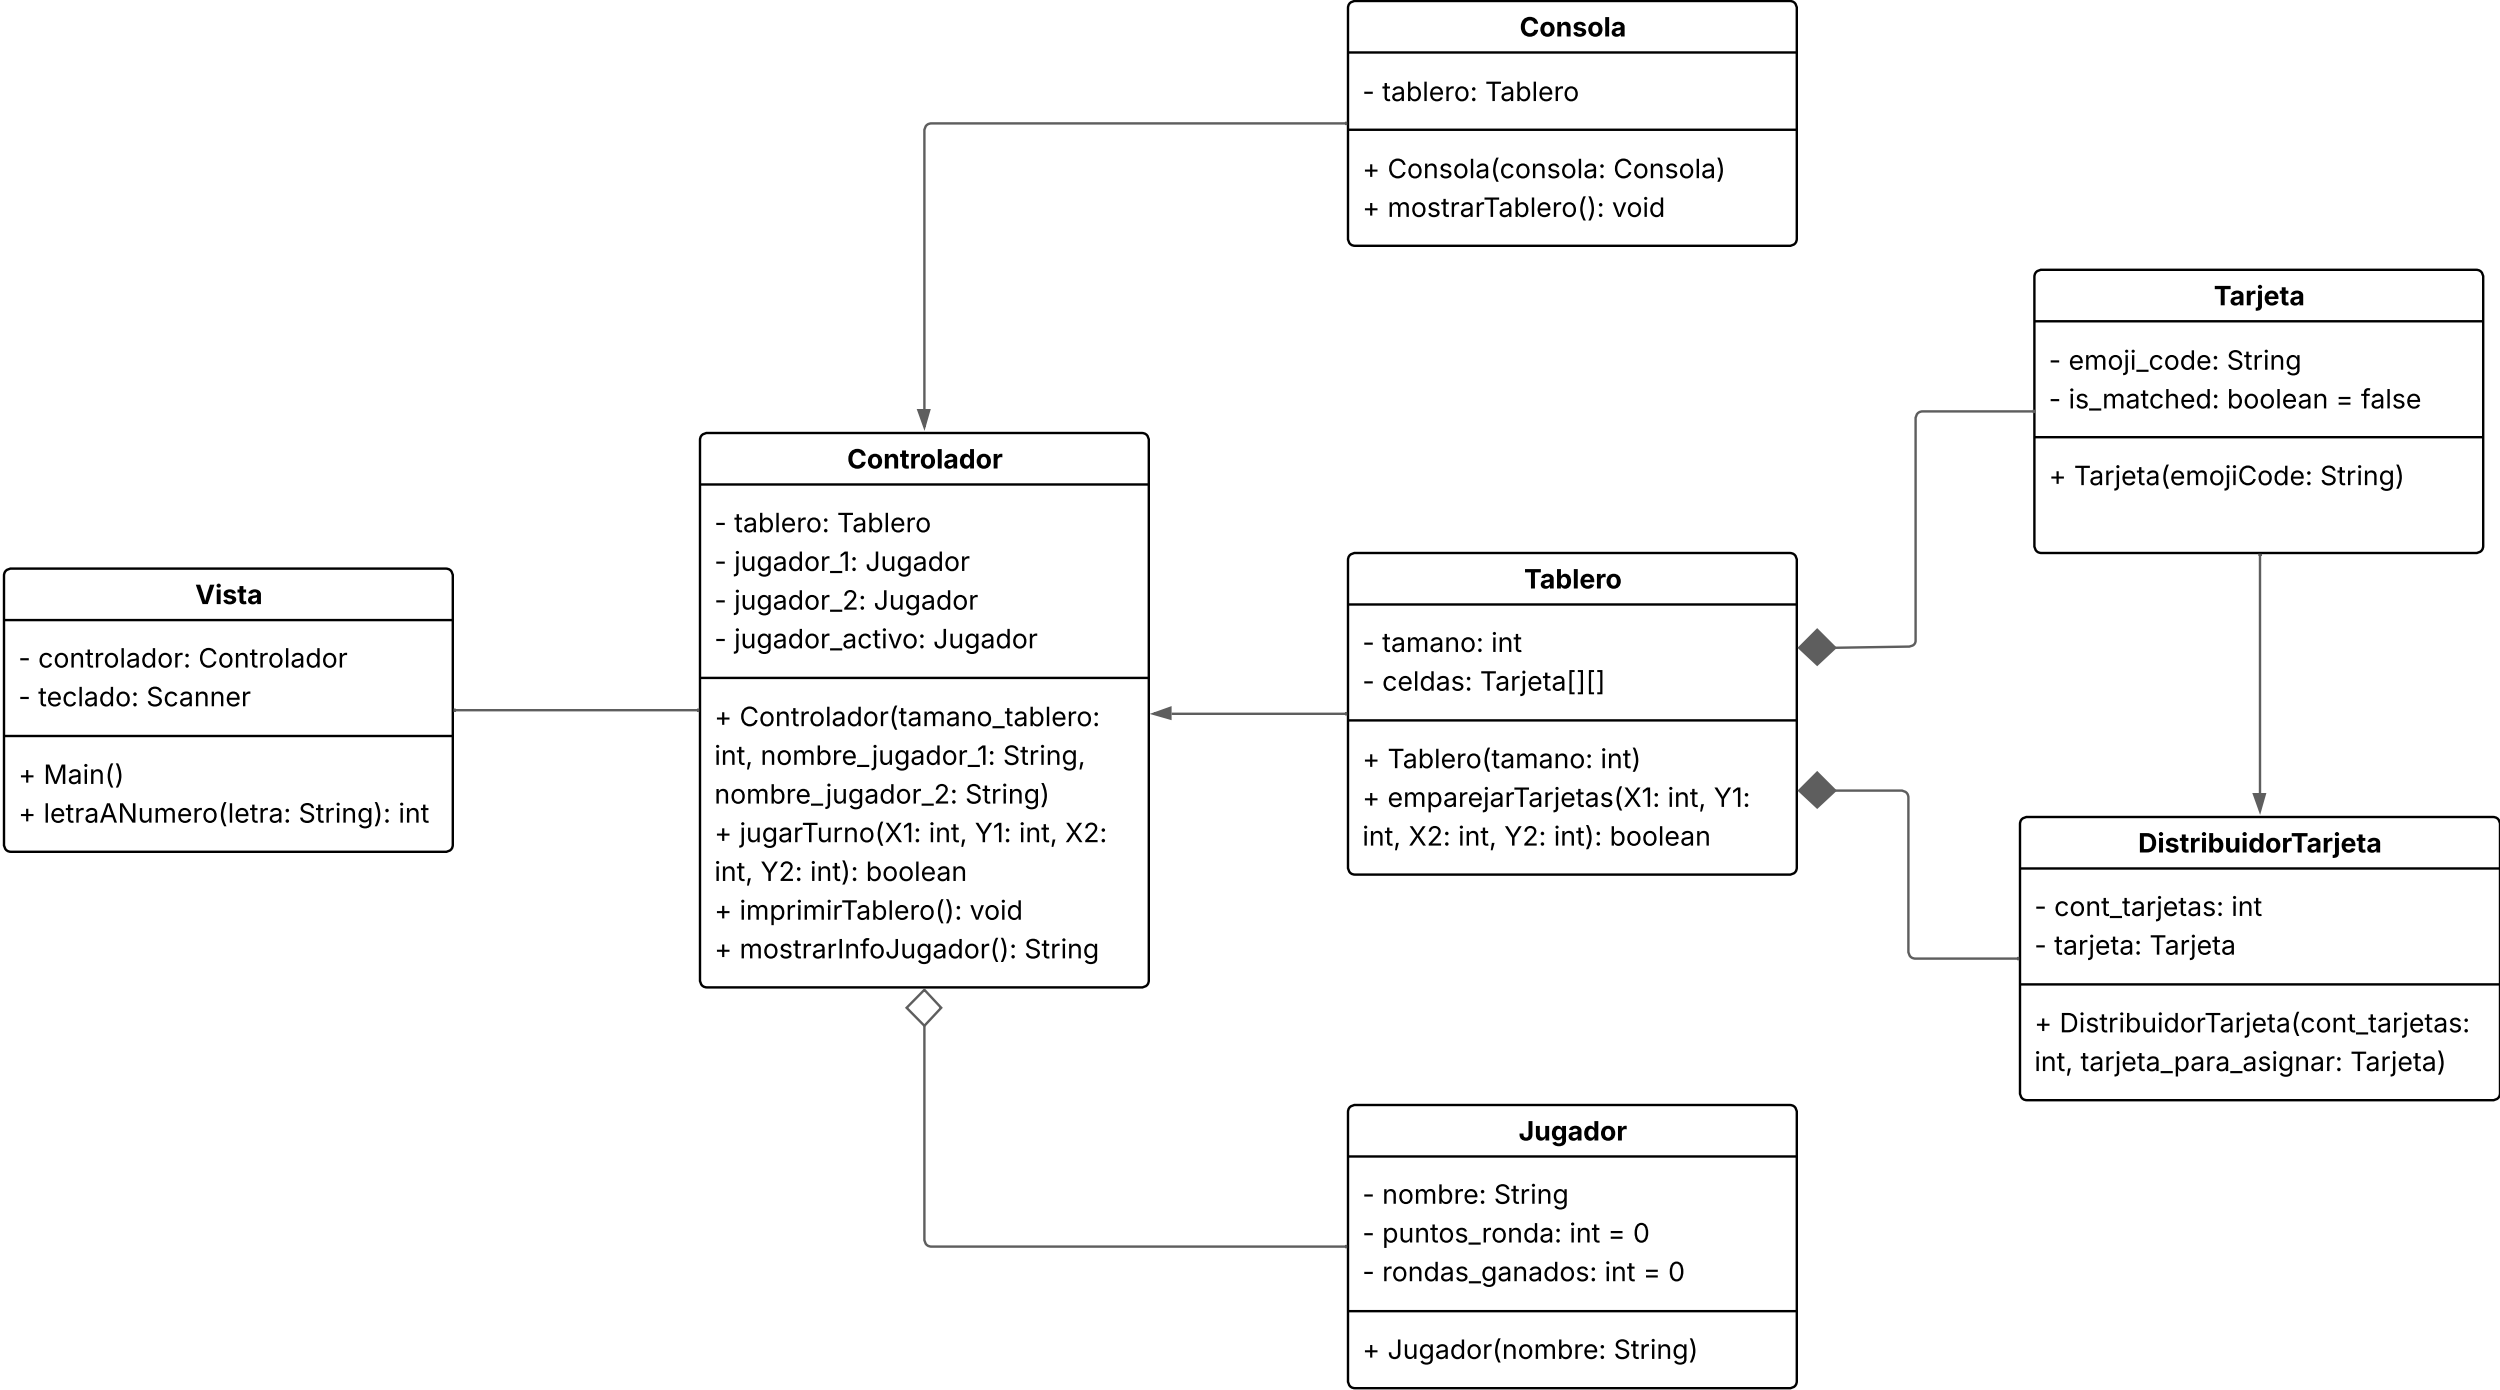 Consola
- tablero: Tablero
+ Consola(consola: Consola)
+ mostrarTablero(): void
Tarjeta
- emoji_code: String
- is_matched: boolean = false
+ Tarjeta(emojiCode: String)
Controlador
- tablero: Tablero
- jugador_1: Jugador
- jugador_2: Jugador
- jugador_activo: Jugador
+ Controlador(tamano_tablero:
int, nombre_jugador_1: String,
nombre_jugador_2: String)
+ jugarTurno(X1: int, Y1: int, X2:
int, Y2: int): boolean
+ imprimirTablero(): void
+ mostrarInfoJugador(): String
Vista
- controlador: Controlador
- teclado: Scanner
+ Main()
+ letraANumero(letra: String): int
Tablero
- tamano: int
- celdas: Tarjeta[][]
+ Tablero(tamano: int)
+ emparejarTarjetas(X1: int, Y1:
int, X2: int, Y2: int): boolean
DistribuidorTarjeta
- cont_tarjetas: int
- tarjeta: Tarjeta
+ DistribuidorTarjeta(cont_tarjetas:
int, tarjeta_para_asignar: Tarjeta)
Jugador
- nombre: String
- puntos_ronda: int = 0
- rondas_ganados: int = 0
+ Jugador(nombre: String)